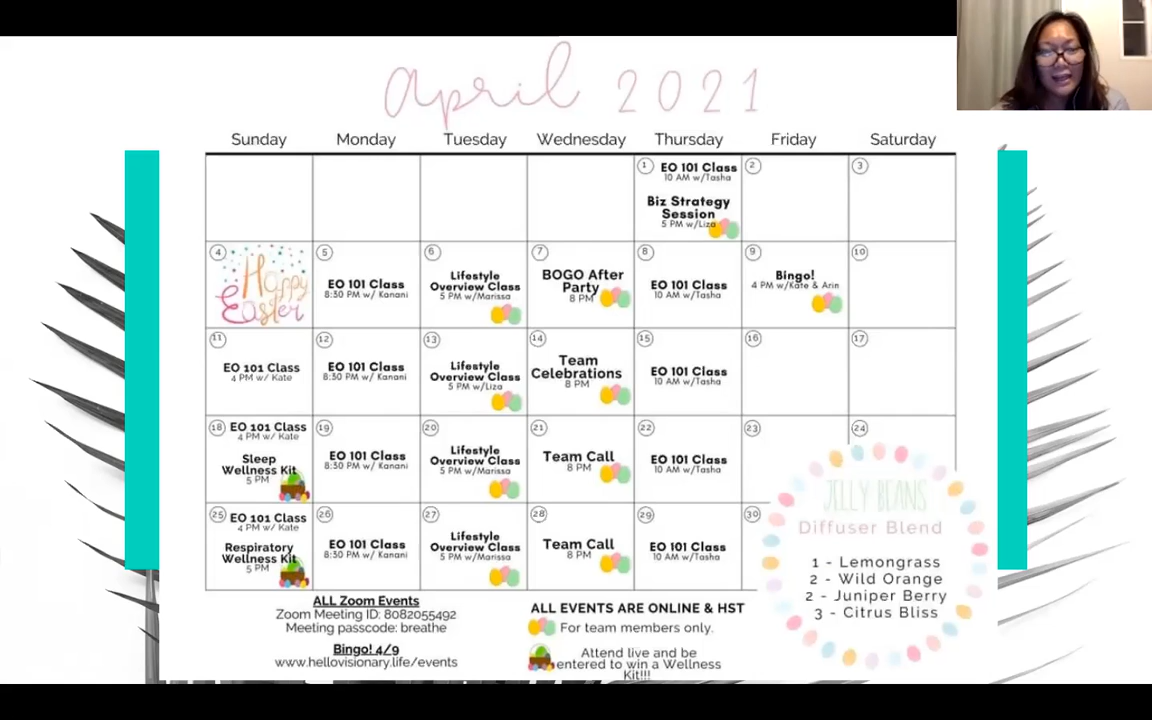 April 2021
Sunday Monday Tuesday Wednesday Thursday Friday Saturday
1 EO 101 Class
10 AM w/Tasha
Biz Strategy
Session
5 PM w/Liza
2
3
4
Happy
Easter
5
EO 101 Class
8:30 PM w/ Kanani
6
Lifestyle
Overview Class
5 PM w/Marissa
7
BOGO After
Party
8 PM
8
EO 101 Class
10 AM w/Tasha
9
Bingo!
4 PM w/Kate & Arin
10
11
EO 101 Class
4 PM w/ Kate
12
EO 101 Class
8:30 PM w/ Kanani
13
Lifestyle
Overview Class
5 PM w/Liza
14
Team
Celebrations
8 PM
15
EO 101 Class
10 AM w/Tasha
16
17
18 EO 101 Class
4 PM w/ Kate
Sleep
Wellness Kit
5 PM
19
EO 101 Class
8:30 PM w/ Kanani
20
Lifestyle
Overview Class
5 PM w/Marissa
21
Team Call
8 PM
22
EO 101 Class
10 AM w/Tasha
23
24
25 EO 101 Class
4 PM w/ Kate
Respiratory
Wellness Kit
5 PM
26
EO 101 Class
8:30 PM w/ Kanani
27
Lifestyle
Overview Class
5 PM w/Marissa
28
Team Call
8 PM
29
EO 101 Class
10 AM w/Tasha
30
JELLY BEANS
Diffuser Blend
1 - Lemongrass
2 - Wild Orange
2 - Juniper Berry
3 - Citrus Bliss
ALL Zoom Events
Zoom Meeting ID: 8082055492
Meeting passcode: breathe
Bingo! 4/9
www.hellovisionary.life/events
ALL EVENTS ARE ONLINE & HST
For team members only.
Attend live and be
entered to win a Wellness
Kit!!!